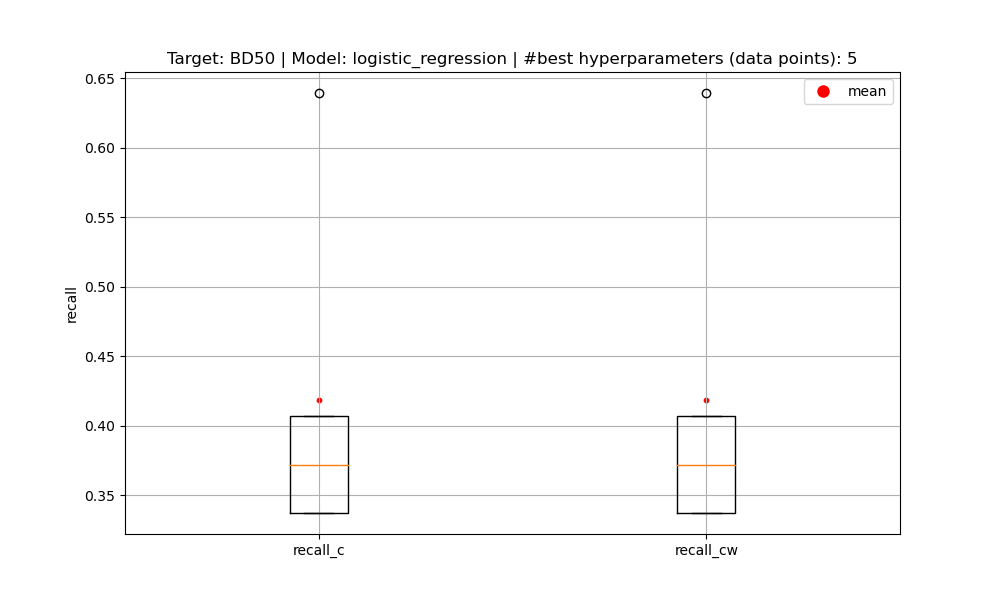 Target: BD50 | Model: logistic_regression | #best hyperparameters (data points): 5
mean
0.65
0.60
0.55
0.50
0.45
0.40
0.35
recall
recall_c
recall_cw